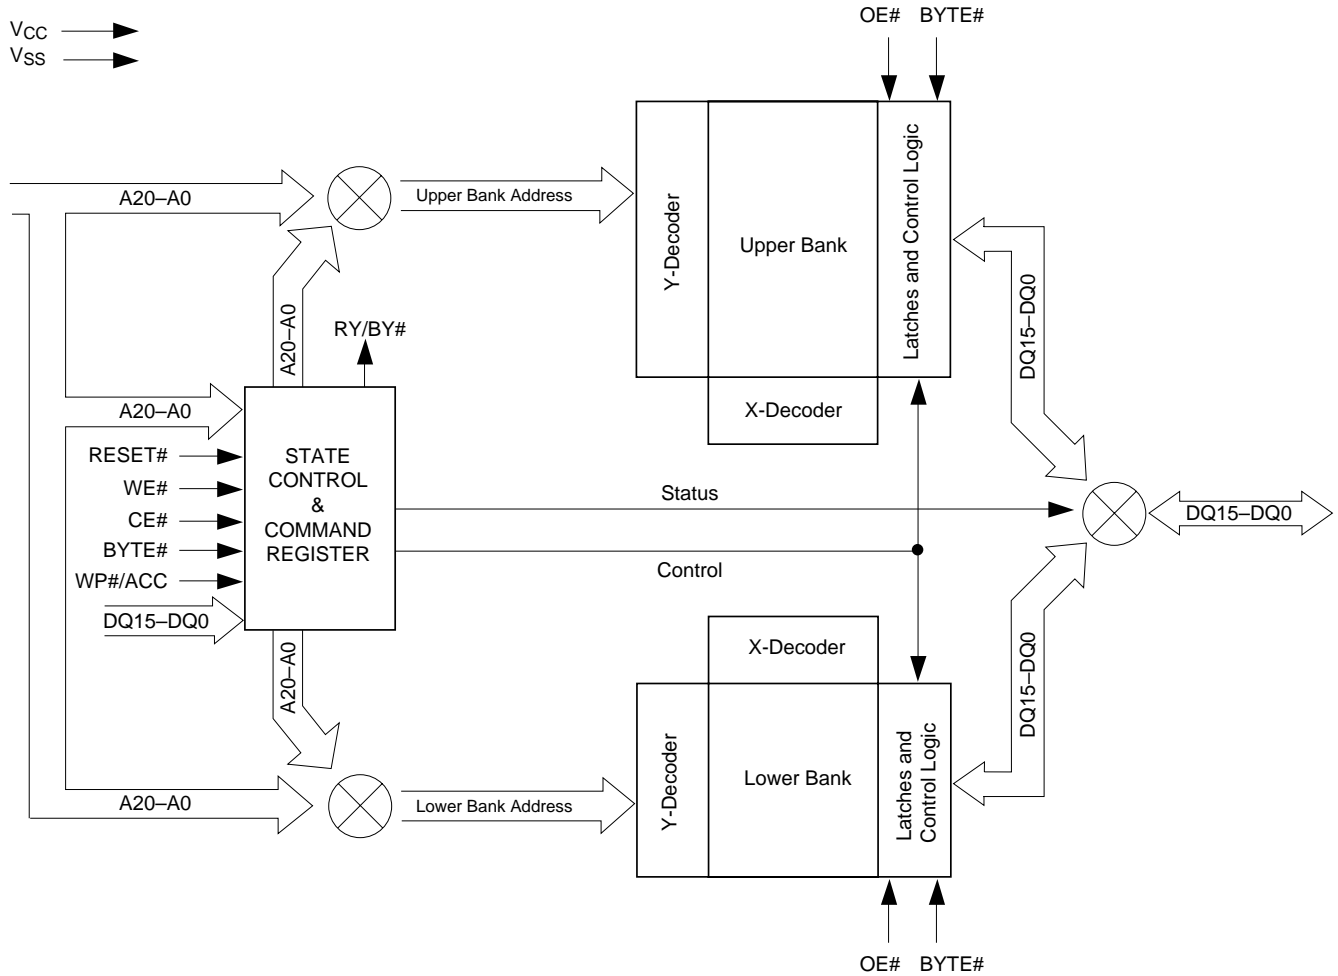 OE# BYTE#
VCC
VSS
A20–A0
Upper Bank Address
Y-Decoder
Upper Bank
Latches and Control Logic
X-Decoder
DQ15–DQ0
A20–A0
RY/BY#
A20–A0
RESET#
WE#
CE#
BYTE#
WP#/ACC
DQ15–DQ0
STATE
CONTROL
&
COMMAND
REGISTER
Status
Control
DQ15–DQ0
A20–A0
X-Decoder
Y-Decoder
Lower Bank
Latches and
Control Logic
DQ15–DQ0
A20–A0
Lower Bank Address
OE# BYTE#